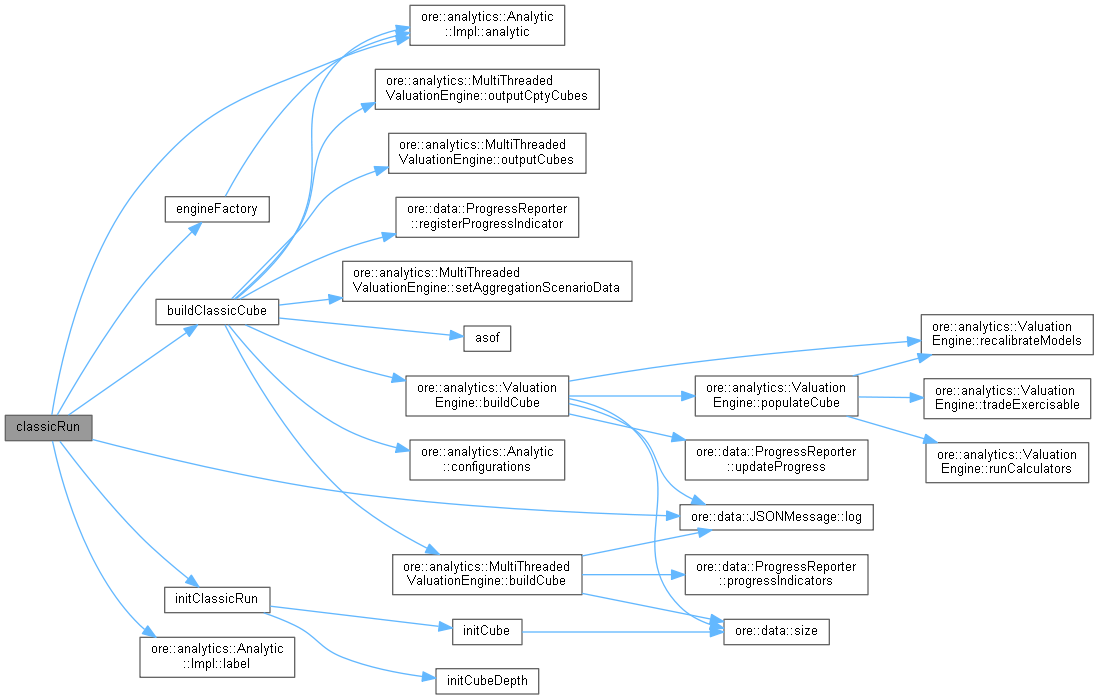 ore::analytics::Analytic
::Impl::analytic
ore::analytics::MultiThreaded
ValuationEngine::outputCptyCubes
ore::analytics::MultiThreaded
ValuationEngine::outputCubes
engineFactory
ore::data::ProgressReporter
::registerProgressIndicator
ore::analytics::MultiThreaded
ValuationEngine::setAggregationScenarioData
buildClassicCube
asof
ore::analytics::Valuation
Engine::recalibrateModels
ore::analytics::Valuation
Engine::buildCube
ore::analytics::Valuation
Engine::populateCube
ore::analytics::Valuation
Engine::tradeExercisable
classicRun
ore::analytics::Analytic
::configurations
ore::data::ProgressReporter
::updateProgress
ore::analytics::Valuation
Engine::runCalculators
ore::data::JSONMessage::log
ore::analytics::MultiThreaded
ValuationEngine::buildCube
ore::data::ProgressReporter
::progressIndicators
initClassicRun
initCube
ore::data::size
ore::analytics::Analytic
::Impl::label
initCubeDepth